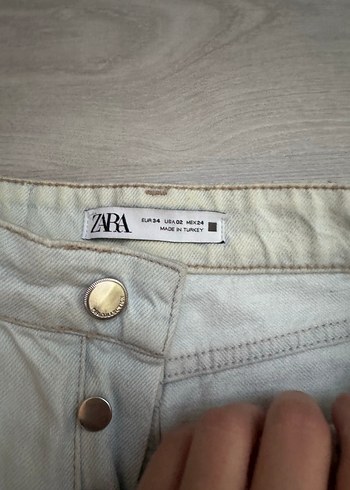 ZARA
EUR 34 USA 02 MEX 24
MADE IN TURKEY